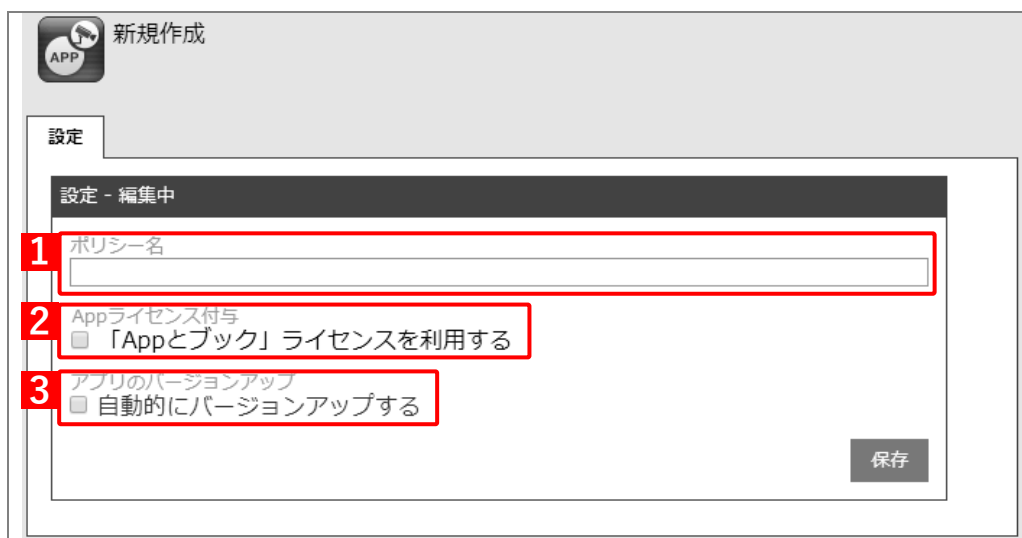 APP
新規作成
設定
設定 - 編集中
1
ポリシー名
2
Appライセンス付与
「Appとブック」ライセンスを利用する
3
アプリのバージョンアップ
自動的にバージョンアップする
保存